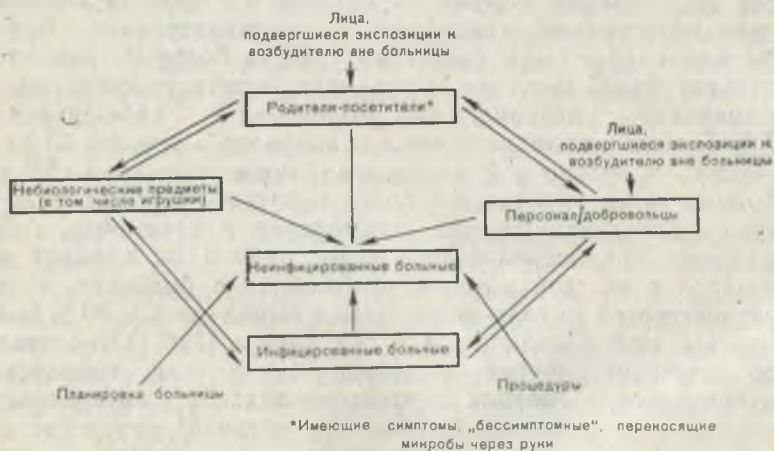 Лица,
подвергшиеся экспозиции к
возбудителю вне больницы
Родители-посетители*
Лица,
подвергшиеся экспозиции к
возбудителю вне больницы
Небиологические предметы
(в том числе игрушки)
Персонал/добровольцы
Неинфицированные больные
Инфицированные больные
Планировка больницы
Процедуры
*Имеющие симптомы, „бессимптомные“, переносящие
микробы через руки